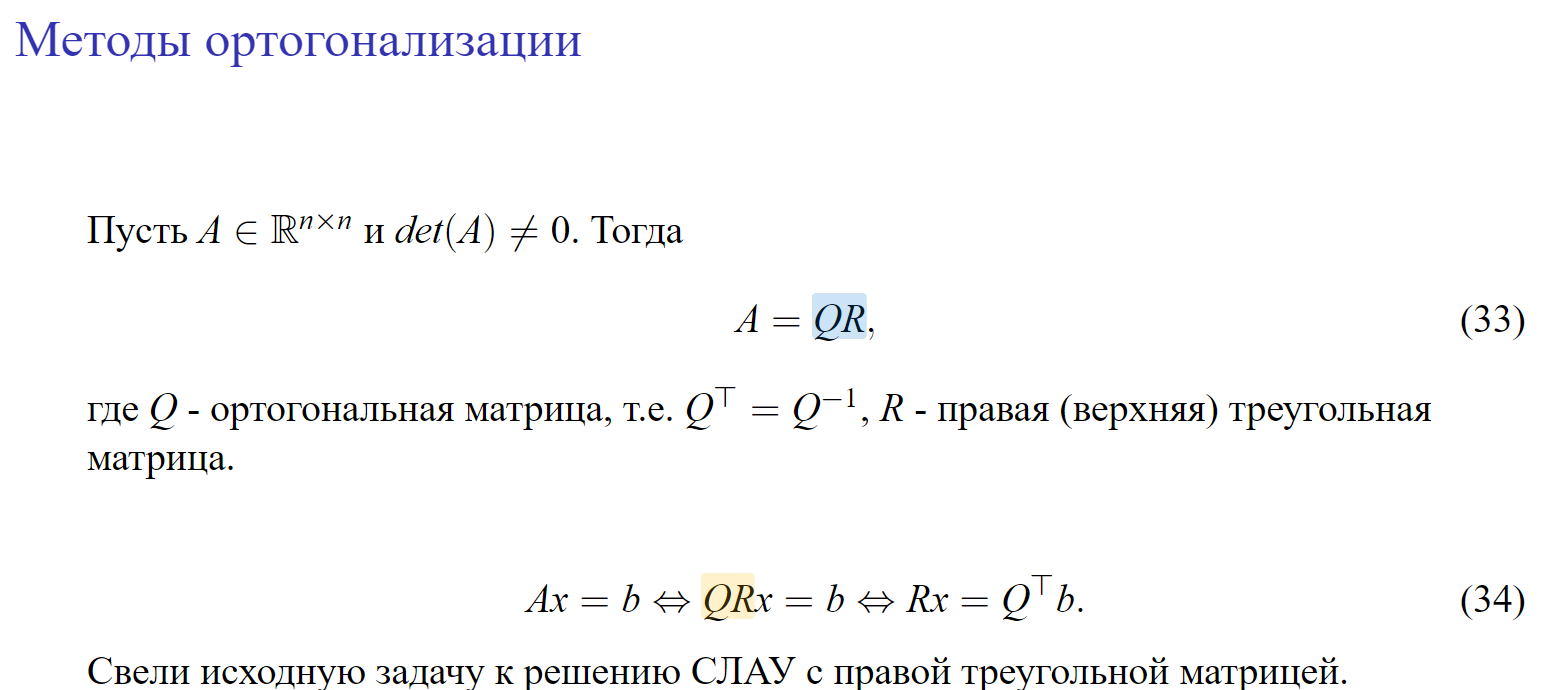 Методы ортогонализации
Пусть A ∈ ℝⁿˣⁿ и det(A) ≠ 0. Тогда
A = QR, (33)
где Q - ортогональная матрица, т.е. Q⊤ = Q⁻¹, R - правая (верхняя) треугольная
матрица.
Ax = b ⇔ QRx = b ⇔ Rx = Q⊤b. (34)
Свели исходную задачу к решению СЛАУ с правой треугольной матрицей.